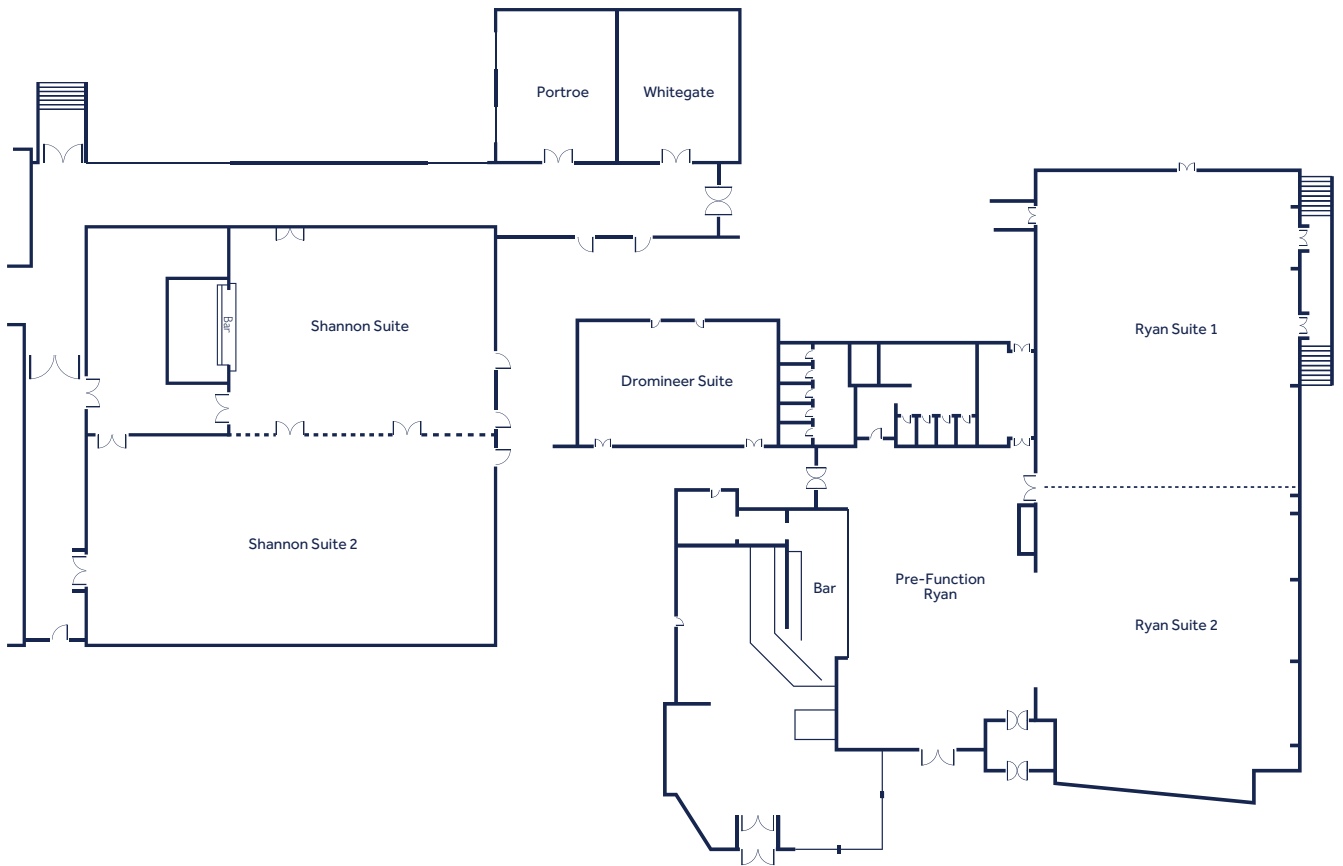 Portroe
Whitegate
Bar
Shannon Suite
Ryan Suite 1
Dromineer Suite
Shannon Suite 2
Bar
Pre-Function
Ryan
Ryan Suite 2